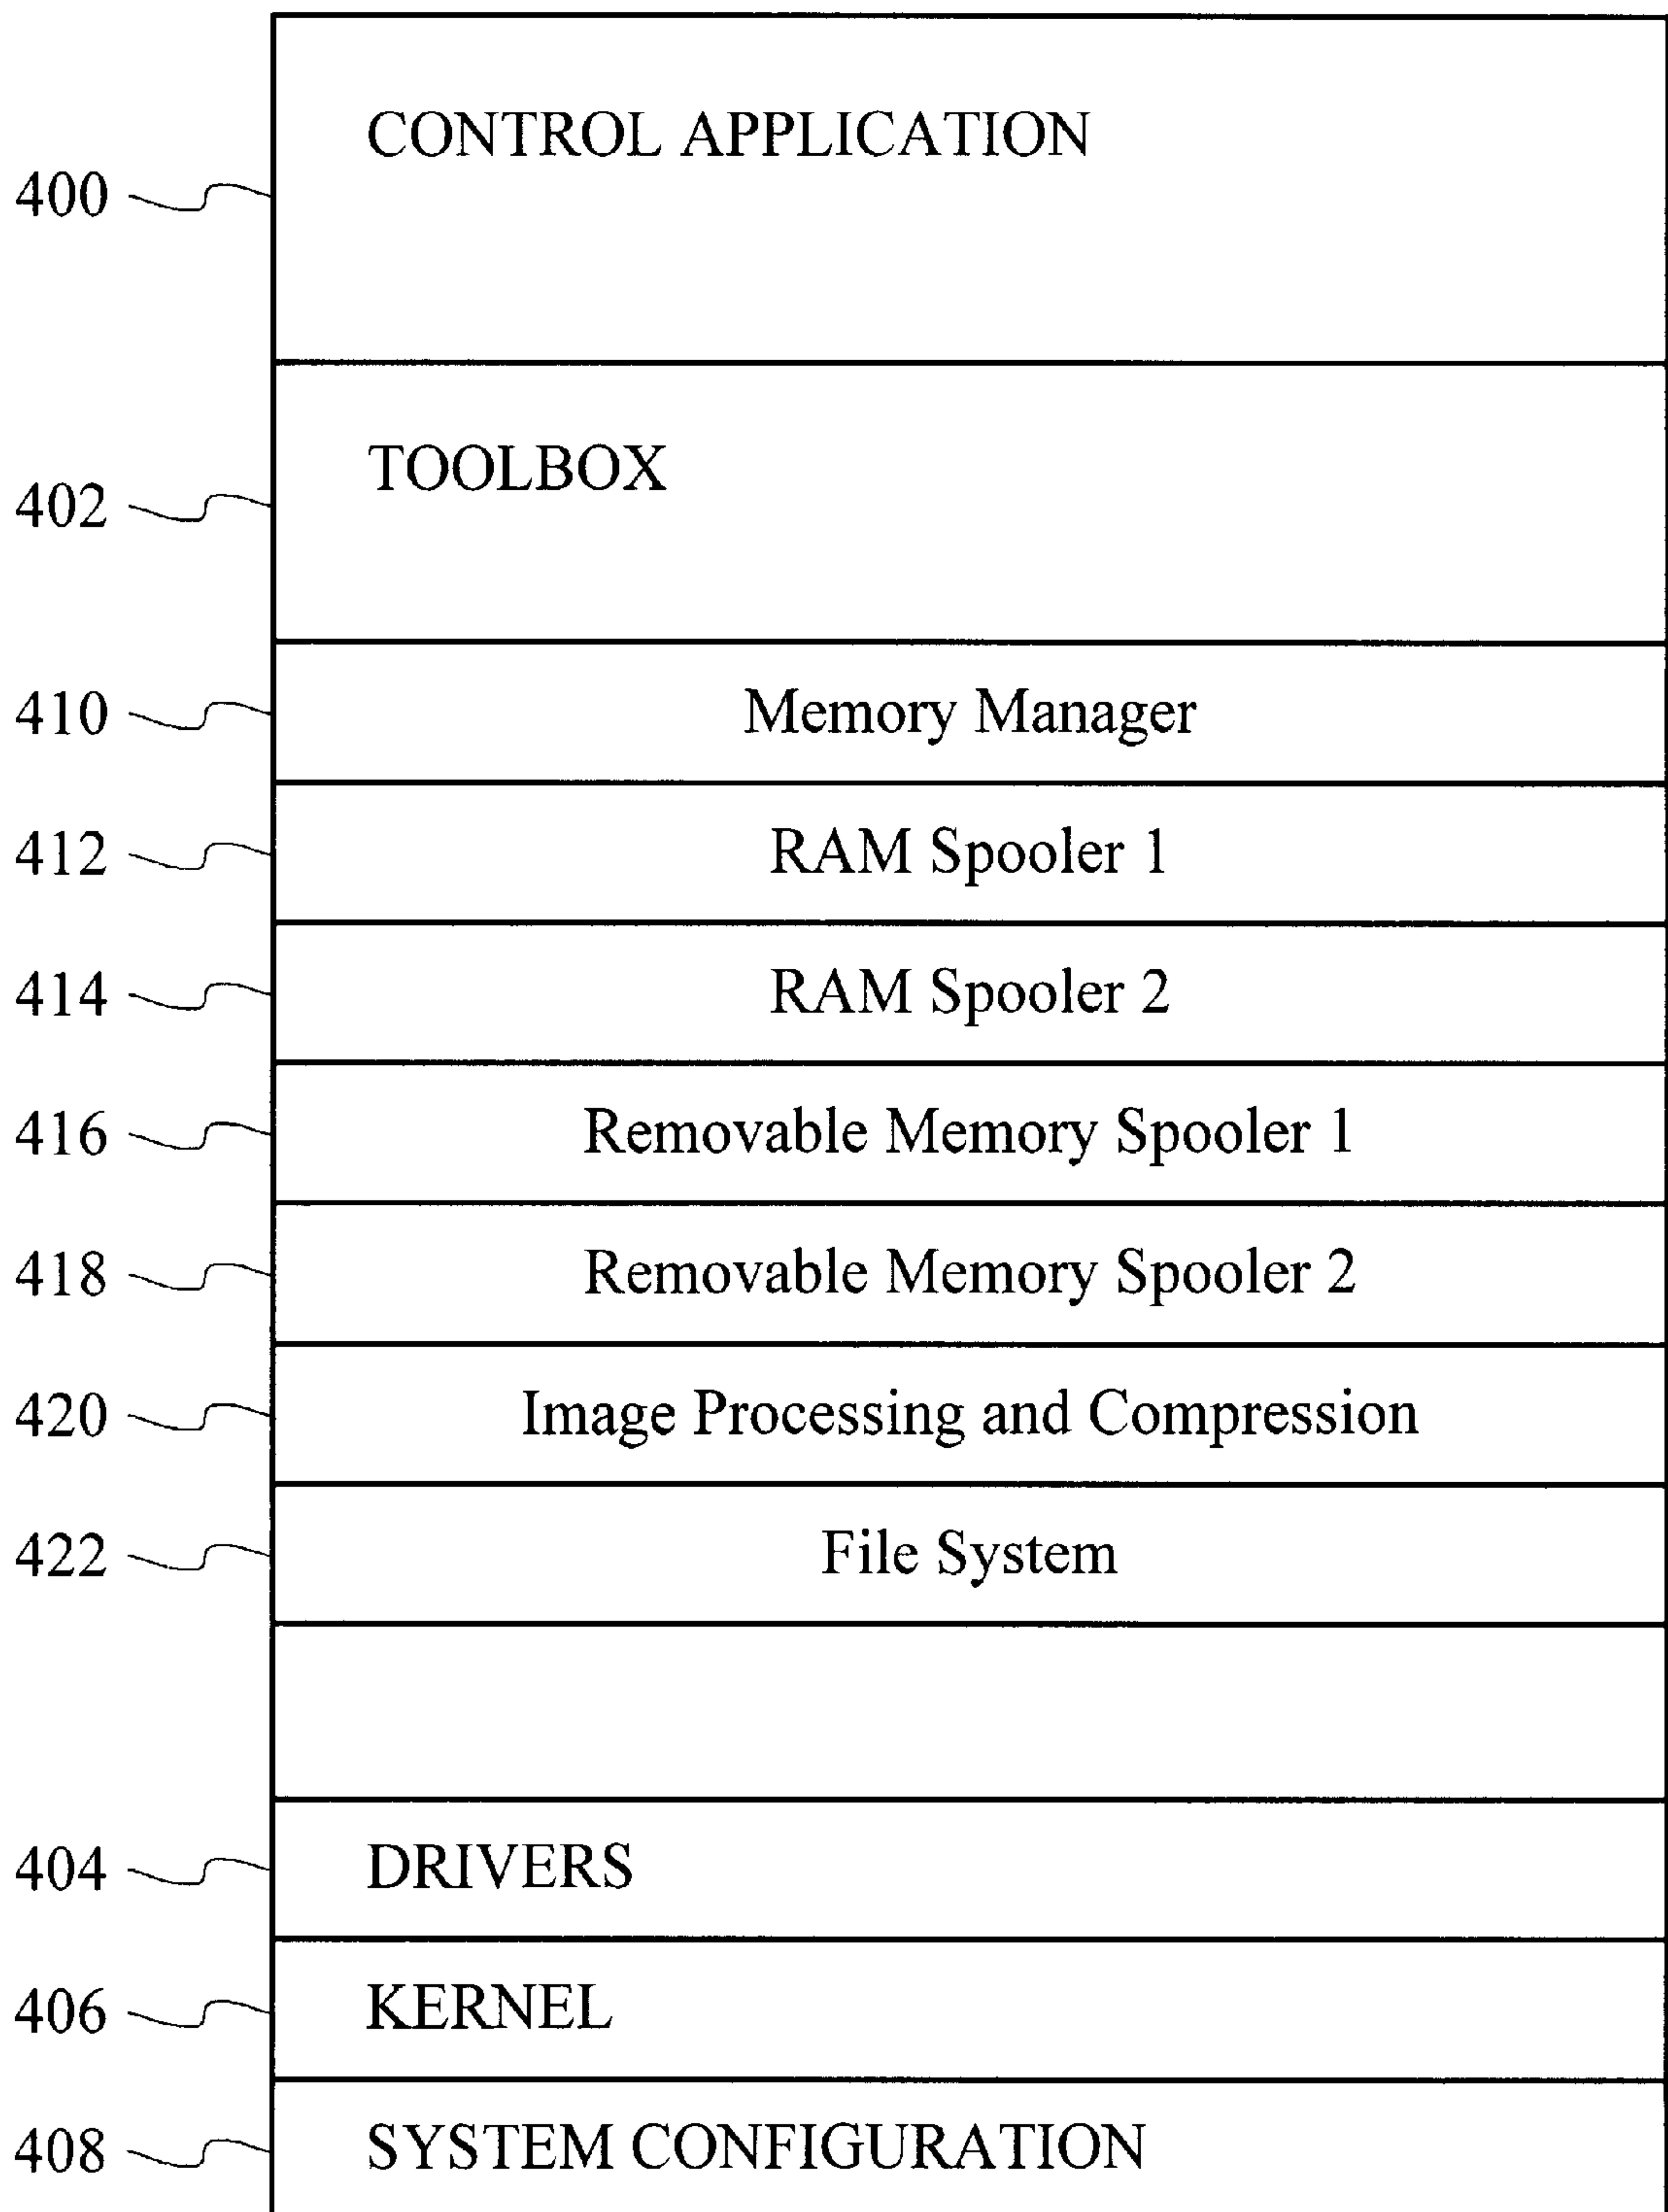 CONTROL APPLICATION
400
TOOLBOX
402
410 Memory Manager
412 RAM Spooler 1
414 RAM Spooler 2
416 Removable Memory Spooler 1
418 Removable Memory Spooler 2
420 Image Processing and Compression
422 File System
404 DRIVERS
406 KERNEL
408 SYSTEM CONFIGURATION